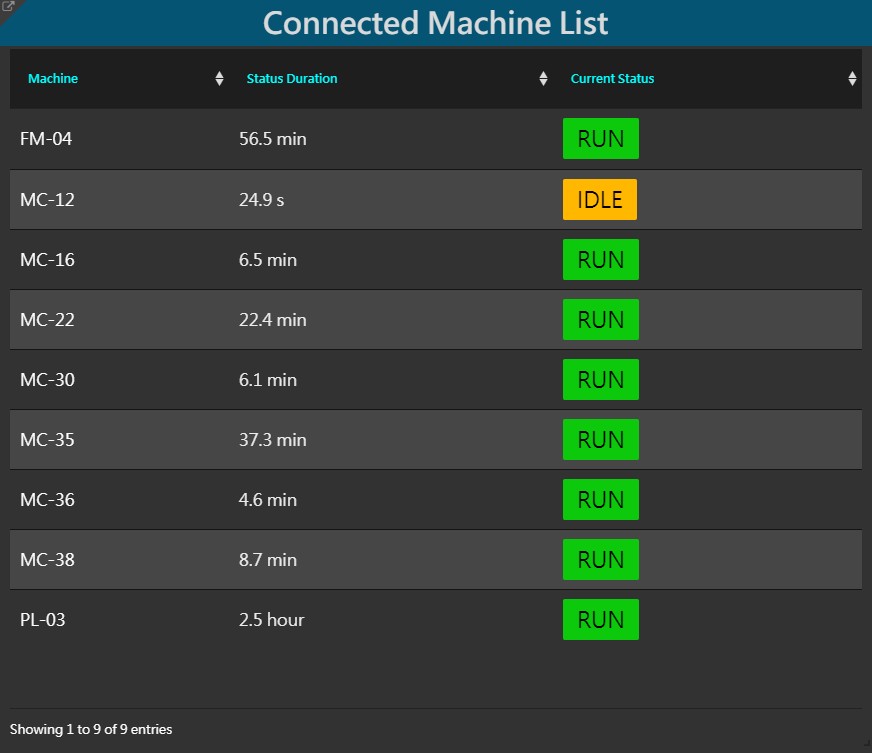 Connected Machine List
Machine Status Duration Current Status
FM-04 56.5 min RUN
MC-12 24.9 s IDLE
MC-16 6.5 min RUN
MC-22 22.4 min RUN
MC-30 6.1 min RUN
MC-35 37.3 min RUN
MC-36 4.6 min RUN
MC-38 8.7 min RUN
PL-03 2.5 hour RUN
Showing 1 to 9 of 9 entries